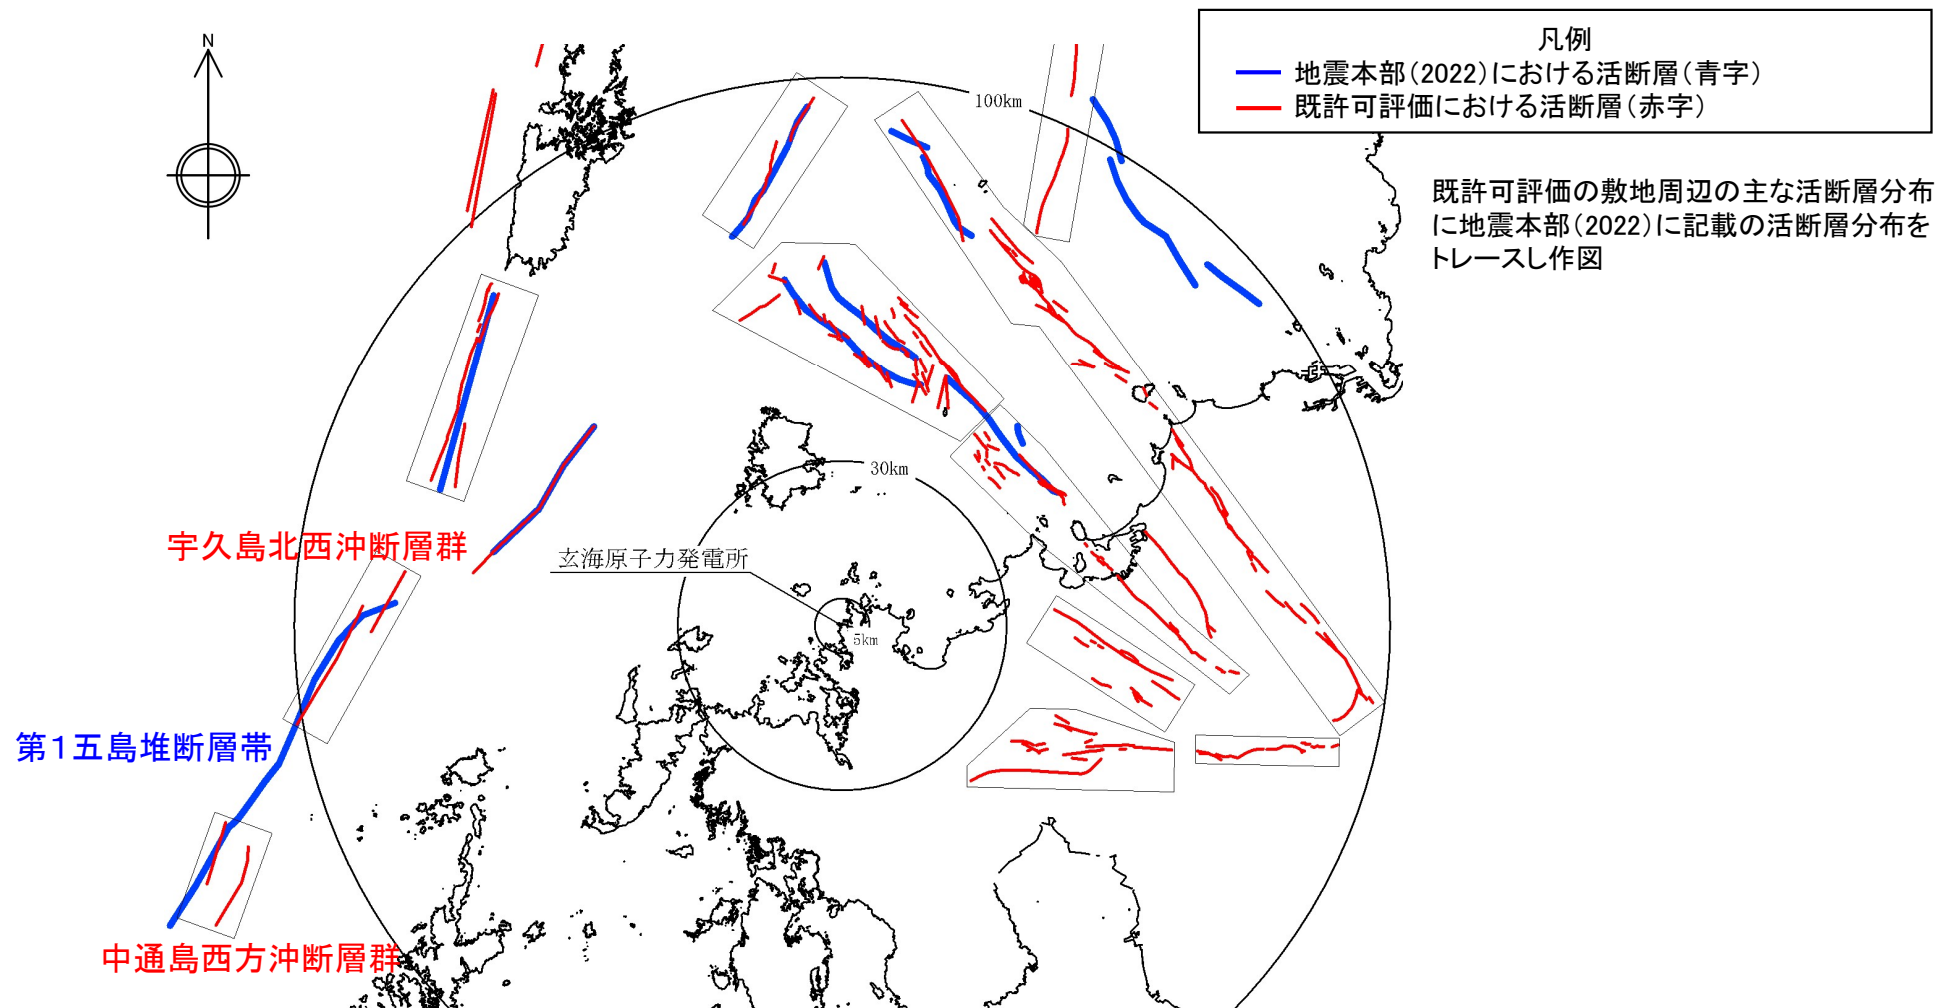 N
凡例
地震本部(2022)における活断層(青字)
既許可評価における活断層(赤字)
100km
既許可評価の敷地周辺の主な活断層分布
に地震本部(2022)に記載の活断層分布を
トレースし作図
30km
宇久島北西沖断層群
玄海原子力発電所
5km
第1五島堆断層帯
中通島西方沖断層群